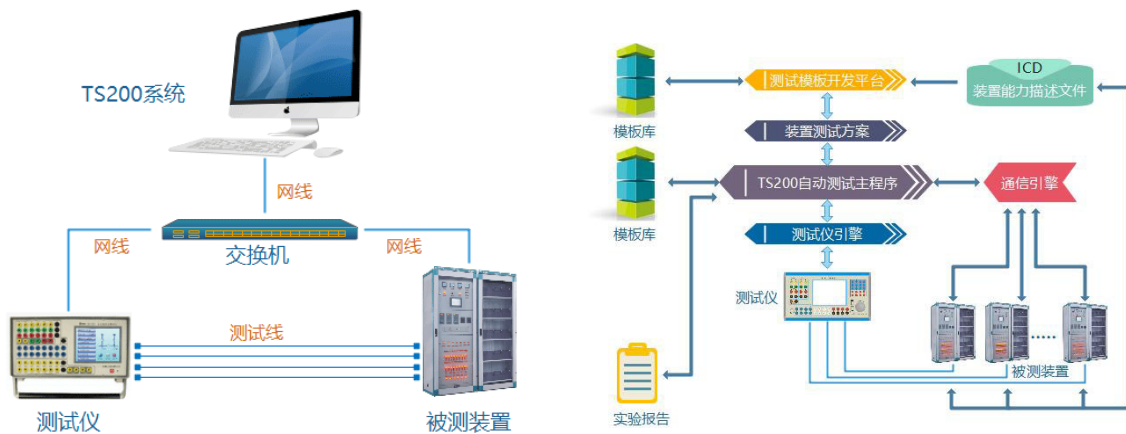 TS200系统
网线
网线
网线
交换机
测试线
测试仪
被测装置
模板库
测试模板开发平台
ICD
装置能力描述文件
装置测试方案
模板库
TS200自动测试主程序
通信引擎
测试仪引擎
测试仪
被测装置
实验报告